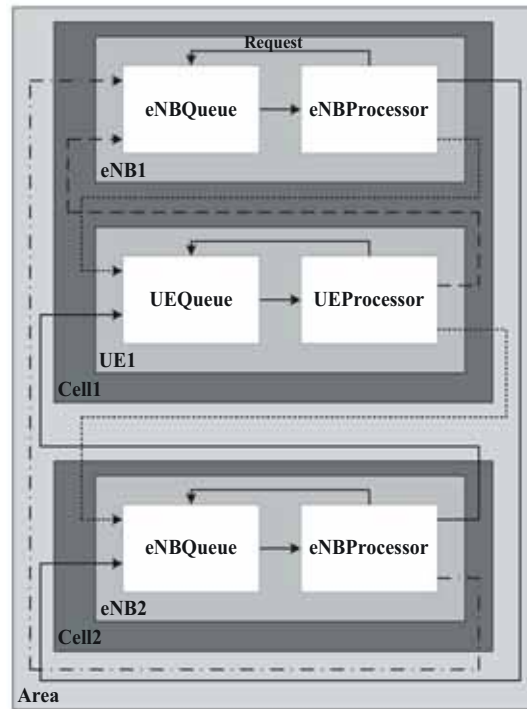 Request
eNBQueue
eNBProcessor
eNB1
UEQueue
UEProcessor
UE1
Cell1
eNBQueue
eNBProcessor
eNB2
Cell2
Area